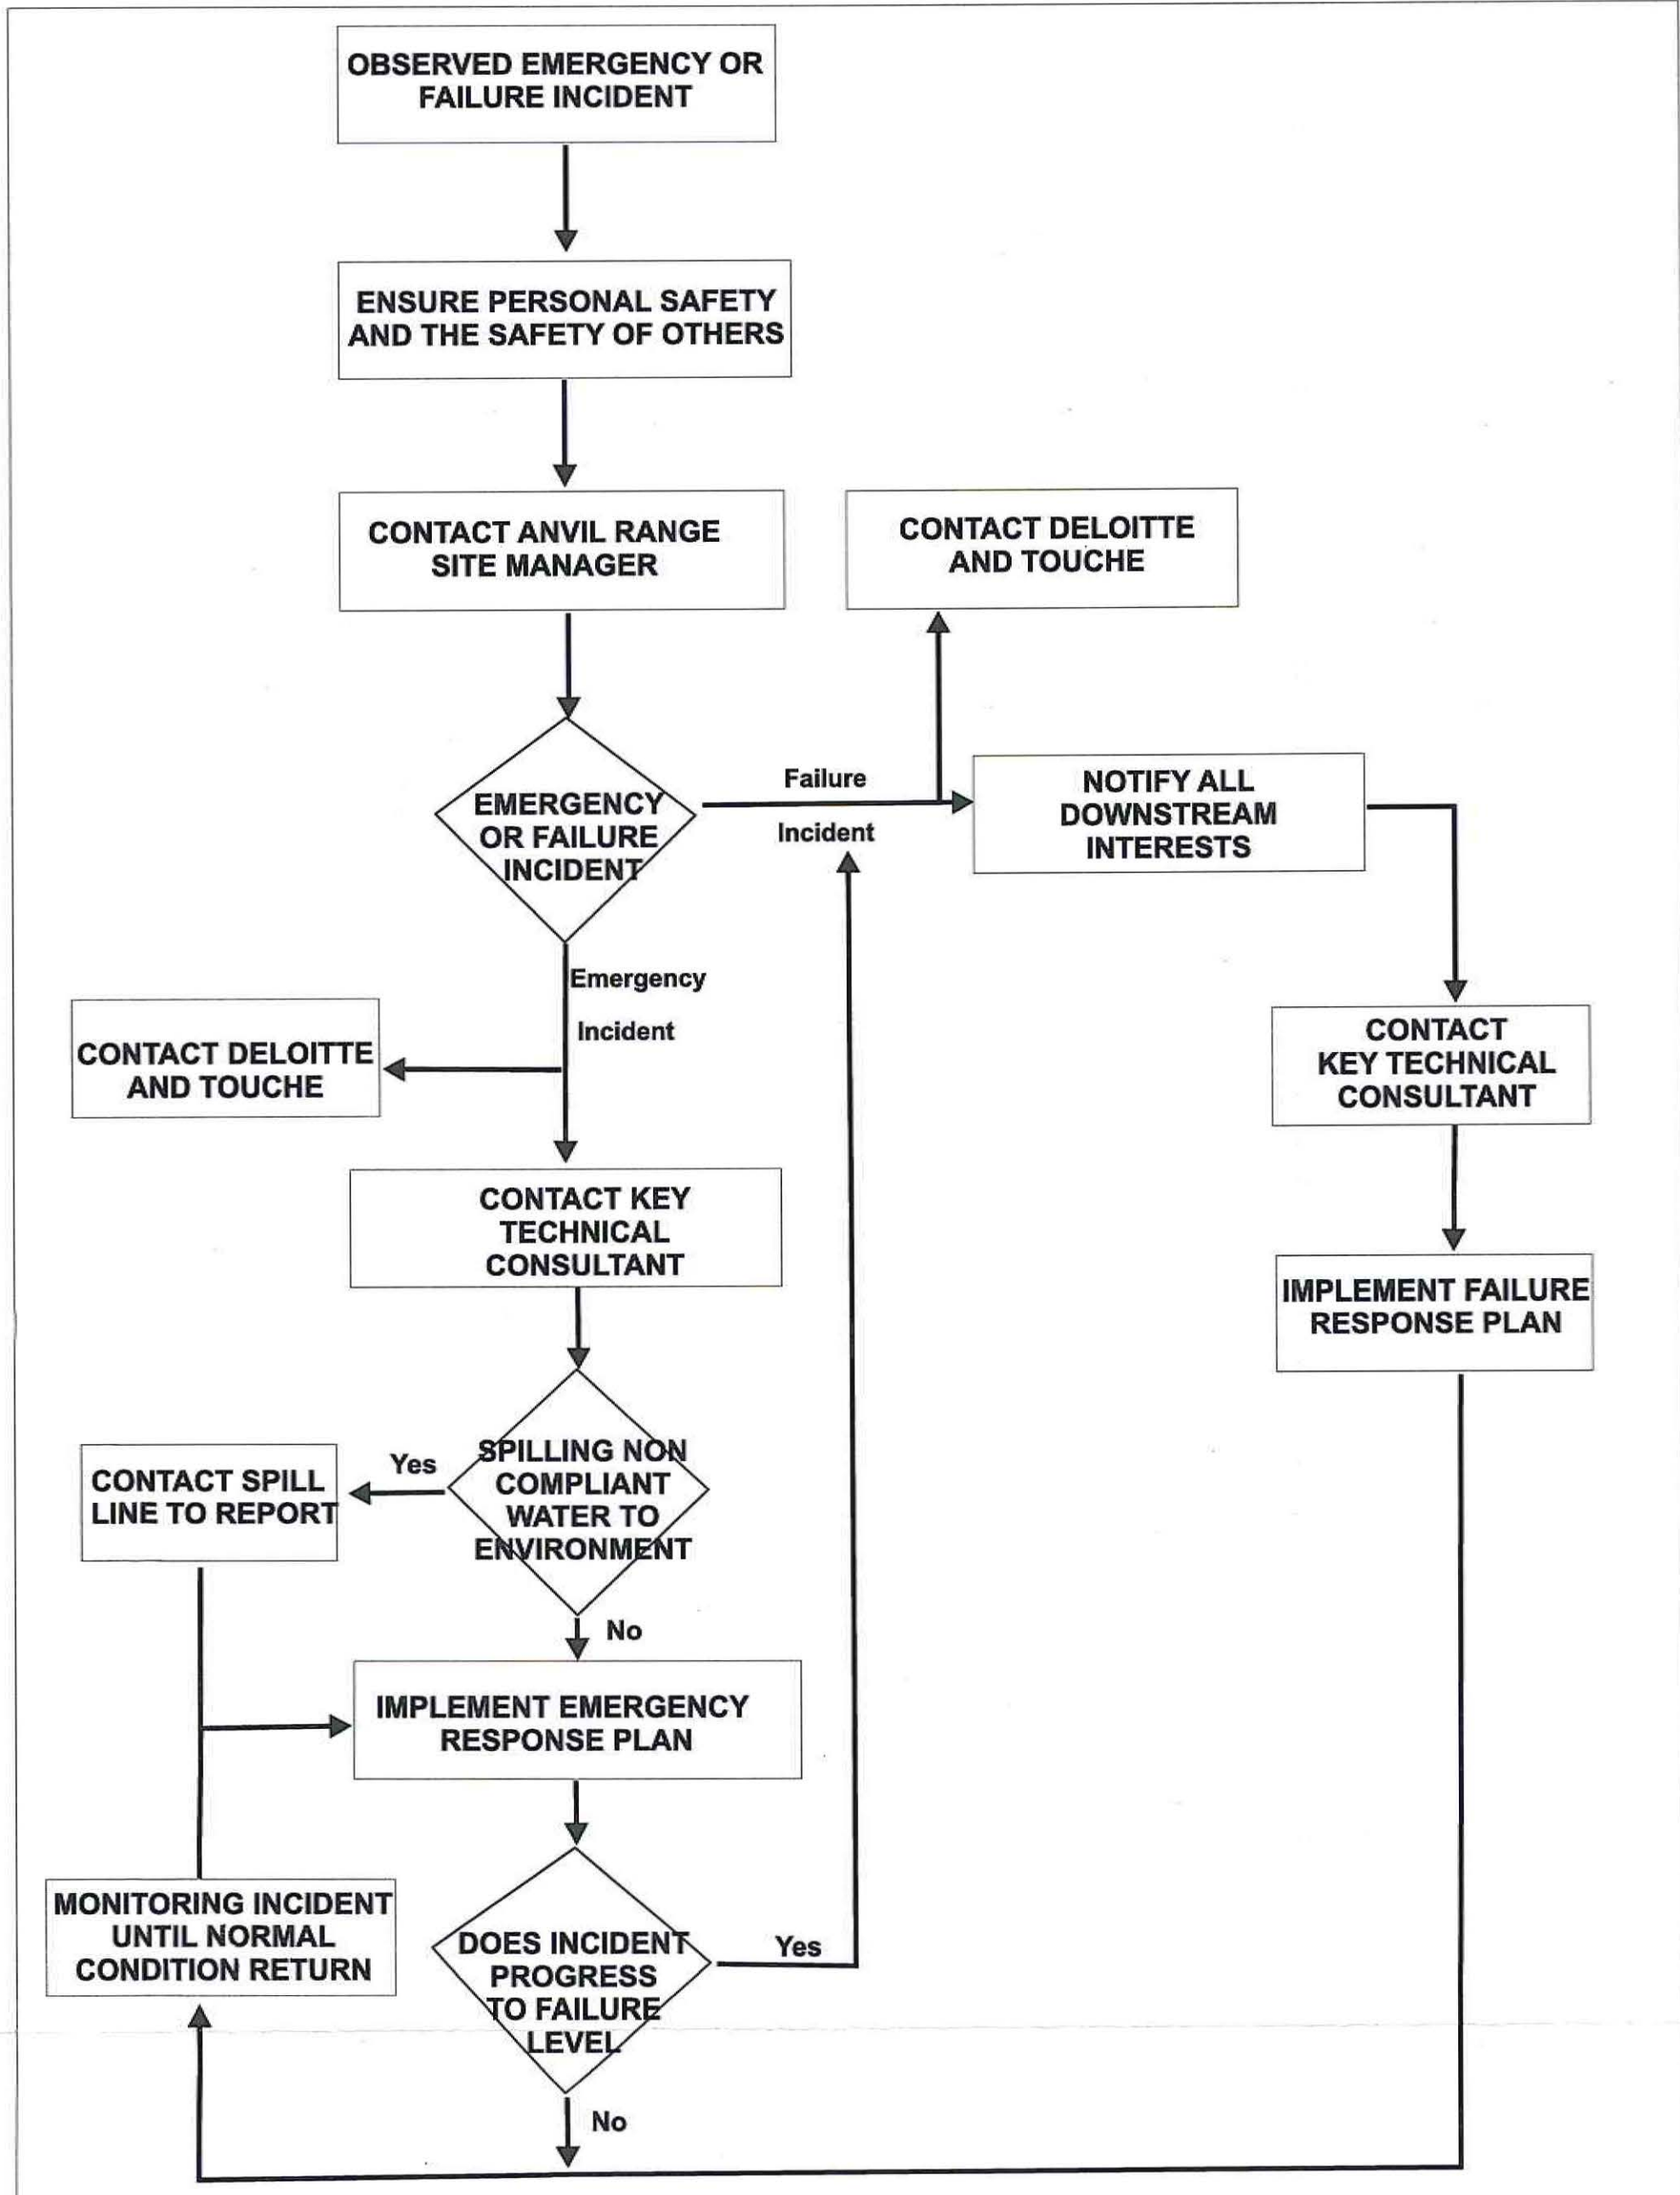 OBSERVED EMERGENCY OR
FAILURE INCIDENT
ENSURE PERSONAL SAFETY
AND THE SAFETY OF OTHERS
CONTACT ANVIL RANGE
SITE MANAGER
CONTACT DELOITTE
AND TOUCHE
EMERGENCY
OR FAILURE
INCIDENT
Failure
Incident
NOTIFY ALL
DOWNSTREAM
INTERESTS
Emergency
Incident
CONTACT DELOITTE
AND TOUCHE
CONTACT
KEY TECHNICAL
CONSULTANT
CONTACT KEY
TECHNICAL
CONSULTANT
IMPLEMENT FAILURE
RESPONSE PLAN
SPILLING NON
COMPLIANT
WATER TO
ENVIRONMENT
Yes
CONTACT SPILL
LINE TO REPORT
No
IMPLEMENT EMERGENCY
RESPONSE PLAN
MONITORING INCIDENT
UNTIL NORMAL
CONDITION RETURN
DOES INCIDENT
PROGRESS
TO FAILURE
LEVEL
Yes
No